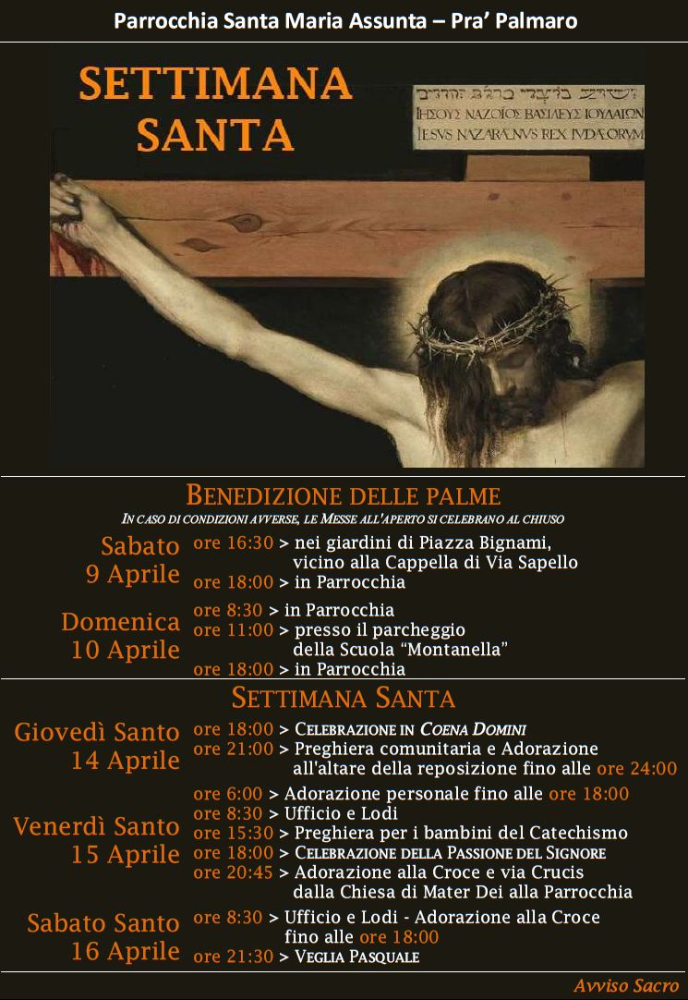 Parrocchia Santa Maria Assunta – Pra’ Palmaro
SETTIMANA
SANTA
ΙΗΣΟΥΣ ΝΑΖΟΙΟΣ ΒΑΣΙΛΕΥΣ ΙΟΥΔΑΙΩΝ
IESVS NAZARÆNVS REX IVDÆORVM
BENEDIZIONE DELLE PALME
IN CASO DI CONDIZIONI AVVERSE, LE MESSE ALL'APERTO SI CELEBRANO AL CHIUSO
Sabato
9 Aprile
ore 16:30 > nei giardini di Piazza Bignami,
vicino alla Cappella di Via Sapello
ore 18:00 > in Parrocchia
Domenica
10 Aprile
ore 8:30 > in Parrocchia
ore 11:00 > presso il parcheggio
della Scuola “Montanella”
ore 18:00 > in Parrocchia
SETTIMANA SANTA
Giovedì Santo
14 Aprile
ore 18:00 > CELEBRAZIONE IN COENA DOMINI
ore 21:00 > Preghiera comunitaria e Adorazione
all'altare della reposizione fino alle ore 24:00
Venerdì Santo
15 Aprile
ore 6:00 > Adorazione personale fino alle ore 18:00
ore 8:30 > Ufficio e Lodi
ore 15:30 > Preghiera per i bambini del Catechismo
ore 18:00 > CELEBRAZIONE DELLA PASSIONE DEL SIGNORE
ore 20:45 > Adorazione alla Croce e via Crucis
dalla Chiesa di Mater Dei alla Parrocchia
Sabato Santo
16 Aprile
ore 8:30 > Ufficio e Lodi - Adorazione alla Croce
fino alle ore 18:00
ore 21:30 > VEGLIA PASQUALE
Avviso Sacro